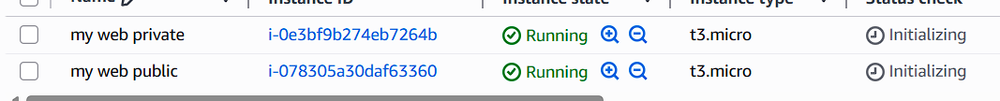 Name Instance ID Instance state Instance type Status check
my web private i-0e3bf9b274eb7264b Running t3.micro Initializing
my web public i-078305a30daf63360 Running t3.micro Initializing